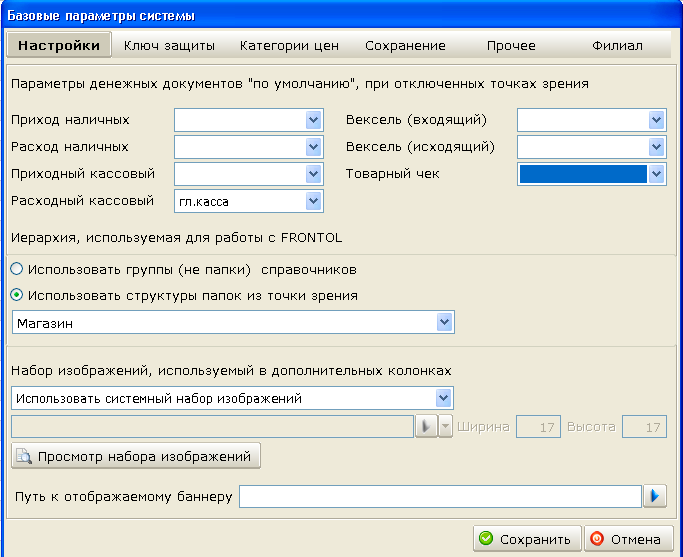 Базовые параметры системы
Настройки Ключ защиты Категории цен Сохранение Прочее Филиал
Параметры денежных документов "по умолчанию", при отключенных точках зрения
Приход наличных Вексель (входящий)
Расход наличных Вексель (исходящий)
Приходный кассовый Товарный чек
Расходный кассовый гл.касса
Иерархия, используемая для работы с FRONTOL
Использовать группы (не папки) справочников
Использовать структуры папок из точки зрения
Магазин
Набор изображений, используемый в дополнительных колонках
Использовать системный набор изображений
Ширина 17 Высота 17
Просмотр набора изображений
Путь к отображаемому баннеру
Сохранить Отмена